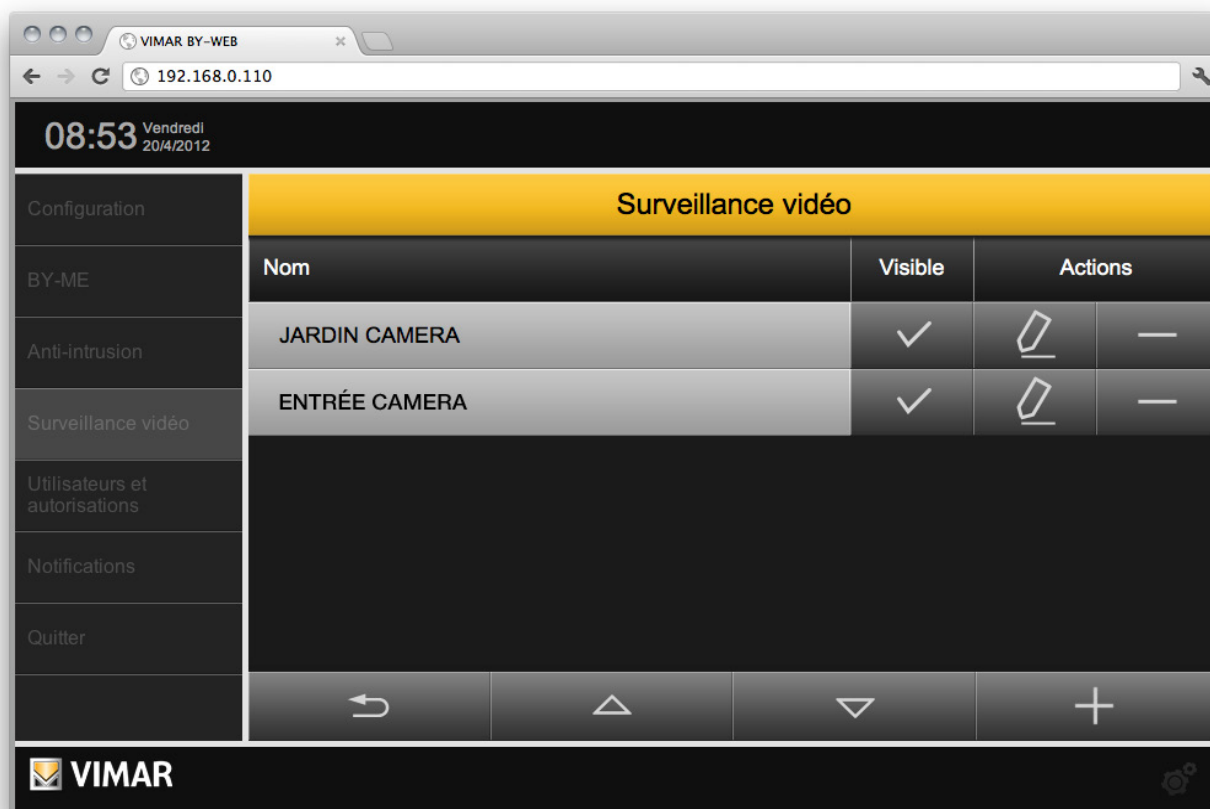 VIMAR BY-WEB
192.168.0.110
08:53 Vendredi
20/4/2012
Configuration
BY-ME
Anti-intrusion
Surveillance vidéo
Utilisateurs et
autorisations
Notifications
Quitter
Surveillance vidéo
Nom Visible Actions
JARDIN CAMERA
ENTRÉE CAMERA
VIMAR